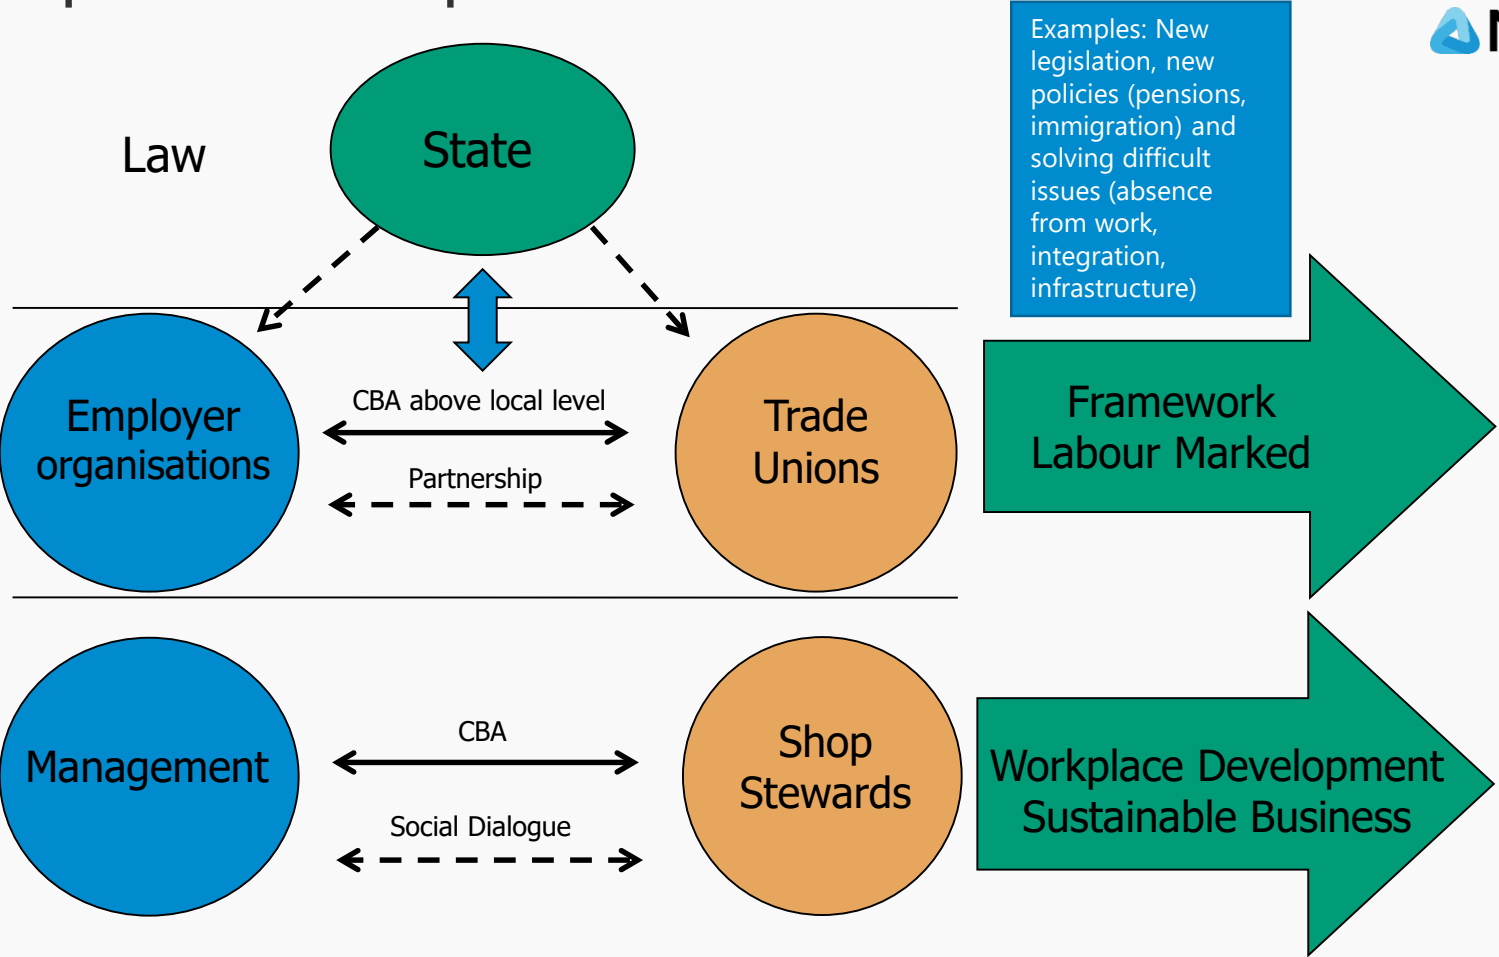 Law
State
Examples: New
legislation, new
policies (pensions,
immigration) and
solving difficult
issues (absence
from work,
integration,
infrastructure)
Employer
organisations
CBA above local level
Partnership
Trade
Unions
Framework
Labour Marked
Management
CBA
Social Dialogue
Shop
Stewards
Workplace Development
Sustainable Business